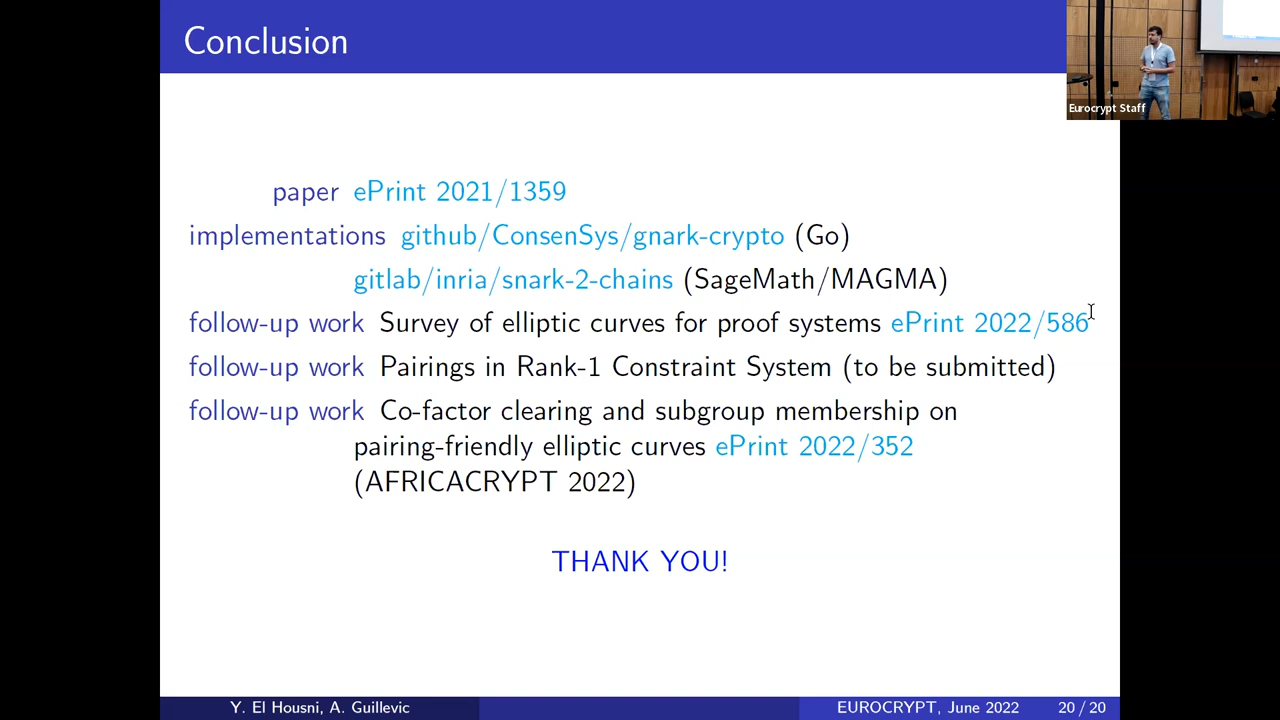 Conclusion
Eurocrypt Staff
paper ePrint 2021/1359
implementations github/ConsenSys/gnark-crypto (Go)
gitlab/inria/snark-2-chains (SageMath/MAGMA)
follow-up work Survey of elliptic curves for proof systems ePrint 2022/586
follow-up work Pairings in Rank-1 Constraint System (to be submitted)
follow-up work Co-factor clearing and subgroup membership on
pairing-friendly elliptic curves ePrint 2022/352
(AFRICACRYPT 2022)
THANK YOU!
Y. El Housni, A. Guillevic EUROCRYPT, June 2022 20 / 20